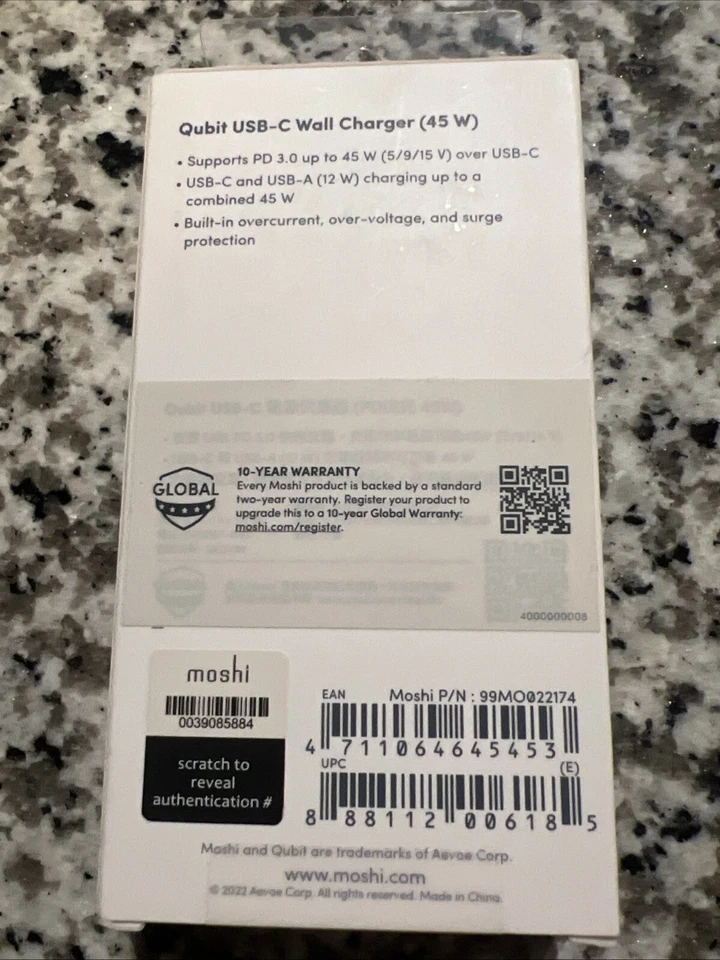 Qubit USB-C Wall Charger (45 W)
• Supports PD 3.0 up to 45 W (5/9/15 V) over USB-C
• USB-C and USB-A (12 W) charging up to a
combined 45 W
• Built-in overcurrent, over-voltage, and surge
protection
Qubit USB-C
GLOBAL
10-YEAR WARRANTY
Every Moshi product is backed by a standard
two-year warranty. Register your product to
upgrade this to a 10-year Global Warranty:
moshi.com/register.
4000000008
moshi
0039085884
scratch to
reveal
authentication #
EAN Moshi P/N : 99MO022174
4 711064 645453
UPC (E)
8 88112 00618 5
Moshi and Qubit are trademarks of Aevoe Corp.
www.moshi.com
© 2022 Aevoe Corp. All rights reserved. Made in China.